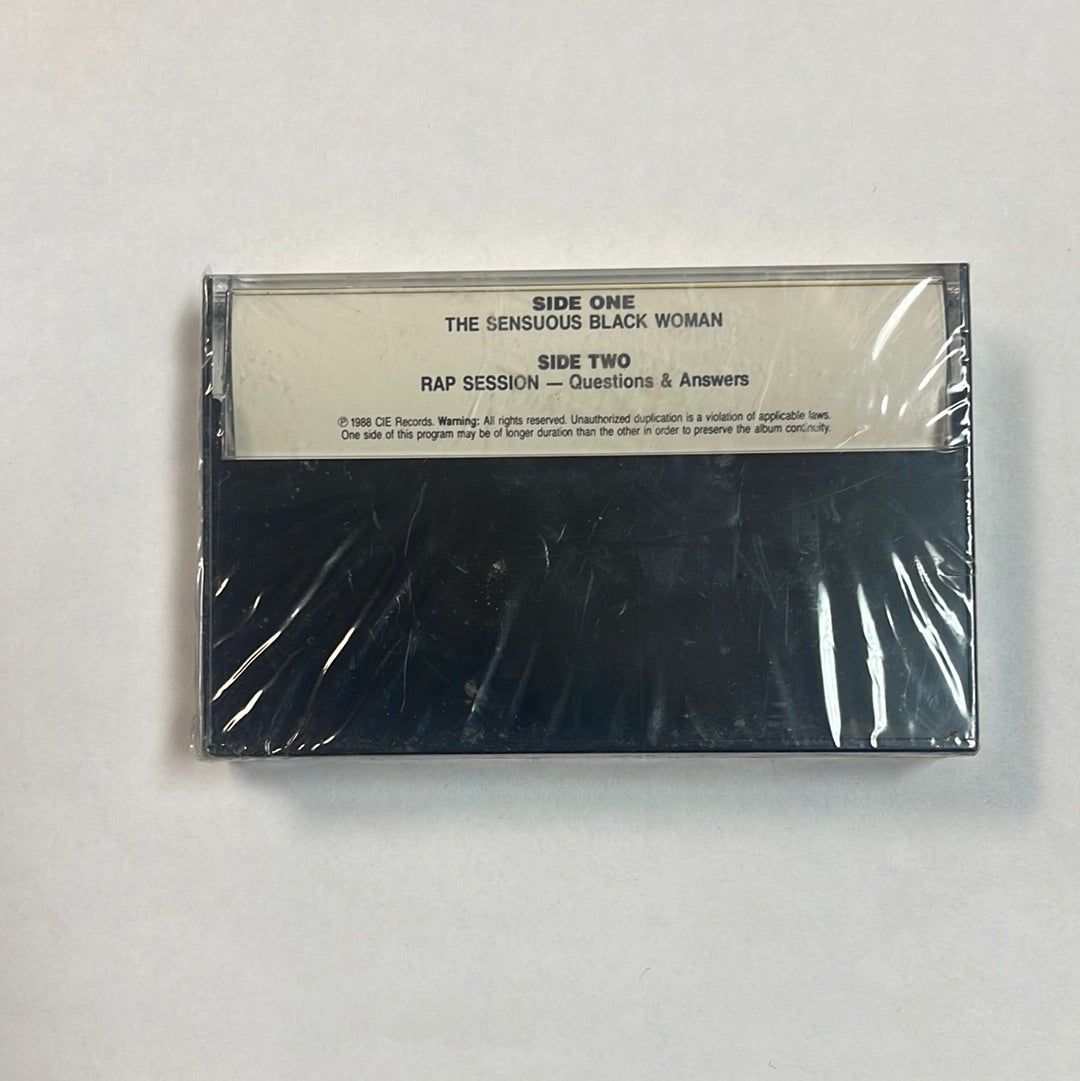 SIDE ONE
THE SENSUOUS BLACK WOMAN
SIDE TWO
RAP SESSION — Questions & Answers
℗ 1988 CIE Records. Warning: All rights reserved. Unauthorized duplication is a violation of applicable laws.
One side of this program may be of longer duration than the other in order to preserve the album continuity.